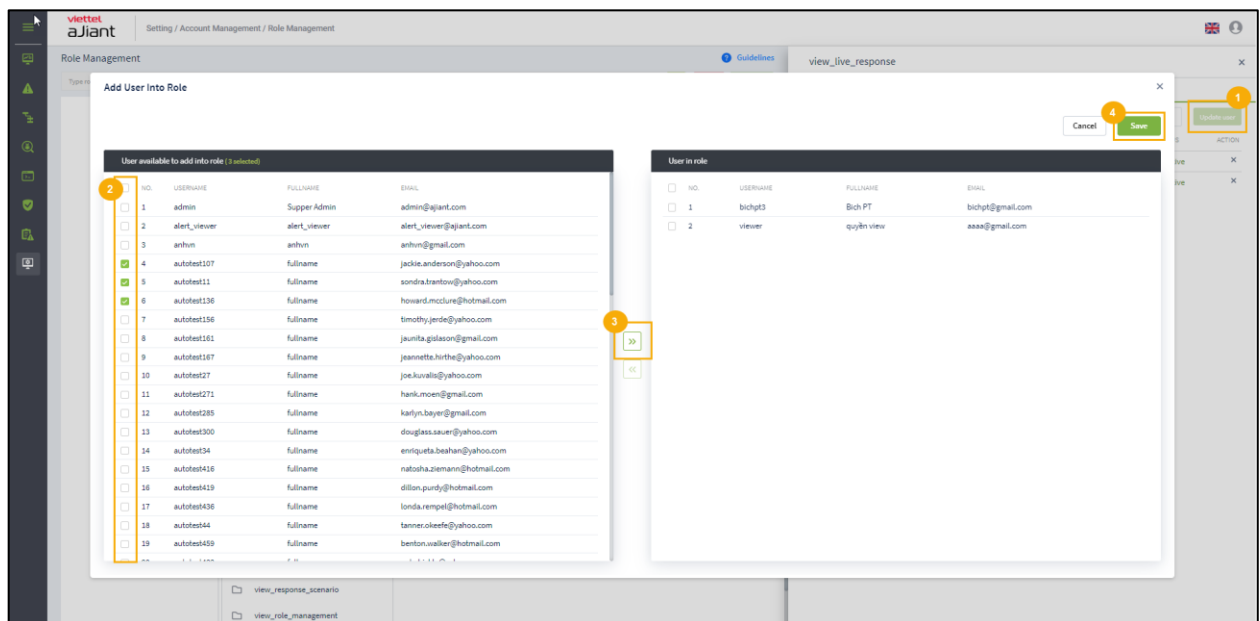 viettel
aJiant
Setting / Account Management / Role Management
Role Management
Guidelines
view_live_response
Add User Into Role
1
4
Cancel
Save
Update user
ACTION
User available to add into role (3 selected)
2
NO. USERNAME FULLNAME EMAIL
1 admin Supper Admin admin@ajiant.com
2 alert_viewer alert_viewer alert_viewer@ajiant.com
3 anhvn anhvn anhvn@gmail.com
4 autotest107 fullname jackie.anderson@yahoo.com
5 autotest11 fullname sondra.trantow@yahoo.com
6 autotest136 fullname howard.mcclure@hotmail.com
7 autotest156 fullname timothy.jerde@yahoo.com
8 autotest161 fullname jaunita.gislason@gmail.com
9 autotest167 fullname jeannette.hirthe@yahoo.com
10 autotest27 fullname joe.kuvalis@yahoo.com
11 autotest271 fullname hank.moen@gmail.com
12 autotest285 fullname karlyn.bayer@gmail.com
13 autotest300 fullname douglass.sauer@yahoo.com
14 autotest34 fullname enriqueta.beahan@yahoo.com
15 autotest416 fullname natosha.ziemann@hotmail.com
16 autotest419 fullname dillon.purdy@hotmail.com
17 autotest436 fullname londa.rempel@hotmail.com
18 autotest44 fullname tanner.okeefe@yahoo.com
19 autotest459 fullname benton.walker@hotmail.com
3
User in role
NO. USERNAME FULLNAME EMAIL
1 bichpt3 Bich PT bichpt@gmail.com
2 viewer quyền view aaaa@gmail.com
view_response_scenario
view_role_management